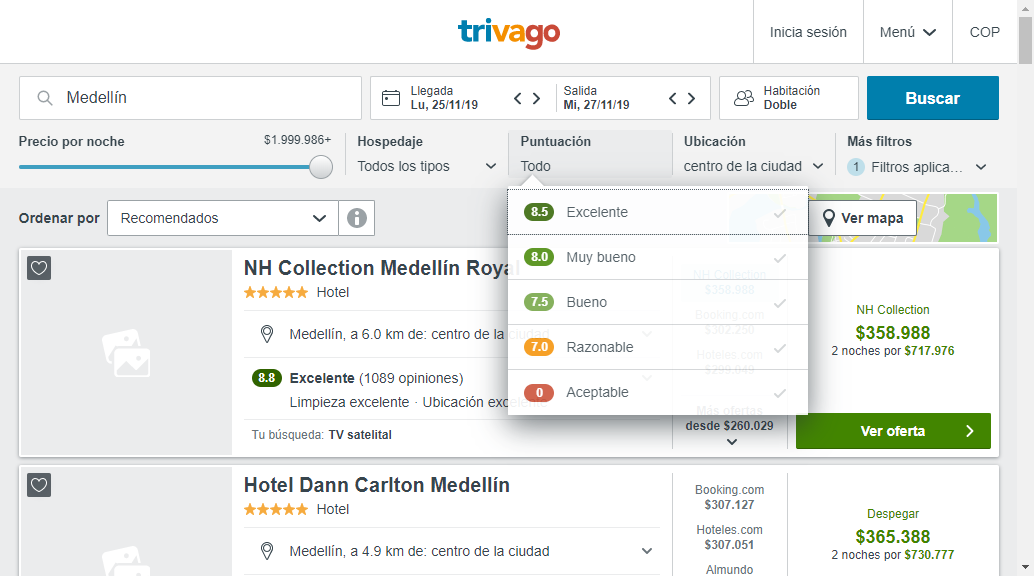 trivago
Inicia sesión
Menú
COP
Medellín
Llegada
Lu, 25/11/19
Salida
Mi, 27/11/19
Habitación
Doble
Buscar
Precio por noche
$1.999.986+
Hospedaje
Todos los tipos
Puntuación
Todo
Ubicación
centro de la ciudad
Más filtros
1 Filtros aplica...
Ordenar por
Recomendados
8.5 Excelente
8.0 Muy bueno
7.5 Bueno
7.0 Razonable
0 Aceptable
Ver mapa
NH Collection Medellín Royal
Hotel
Medellín, a 6.0 km de: centro de la ciudad
8.8 Excelente (1089 opiniones)
Limpieza excelente · Ubicación excelente
Tu búsqueda: TV satelital
NH Collection
$358.988
Booking.com
$302.250
Hoteles.com
Más ofertas
desde $260.029
NH Collection
$358.988
2 noches por $717.976
Ver oferta
Hotel Dann Carlton Medellín
Hotel
Medellín, a 4.9 km de: centro de la ciudad
Booking.com
$307.127
Hoteles.com
$307.051
Almundo
Despegar
$365.388
2 noches por $730.777